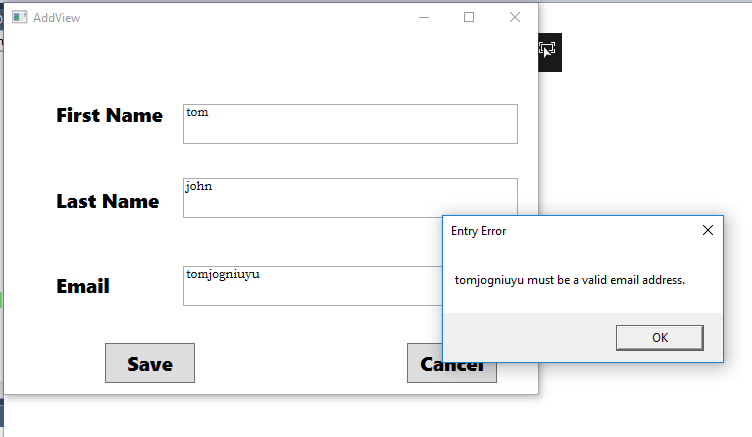 AddView
First Name
tom
Last Name
john
Entry Error
tomjogniuyu must be a valid email address.
OK
Email
tomjogniuyu
Save
Cancel